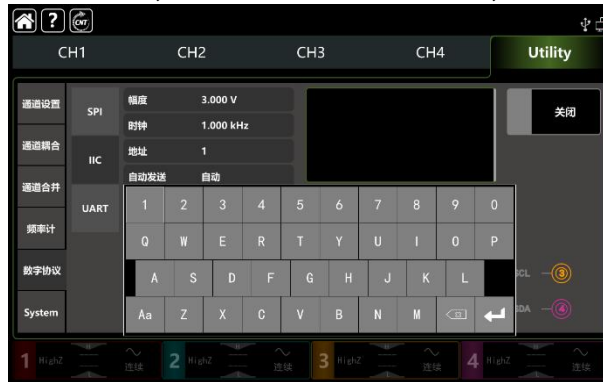 ? CNT
CH1 CH2 CH3 CH4 Utility
通道设置
通道耦合
通道合并
频率计
数字协议
System
SPI
IIC
UART
幅度 3.000 V
时钟 1.000 kHz
地址 1
自动发送 自动
关闭
1 2 3 4 5 6 7 8 9 0
Q W E R T Y U I O P
A S D F G H J K L
Aa Z X C V B N M
SCL 3
SDA 4
1 HighZ 连续 2 HighZ 连续 3 HighZ 连续 4 HighZ 连续